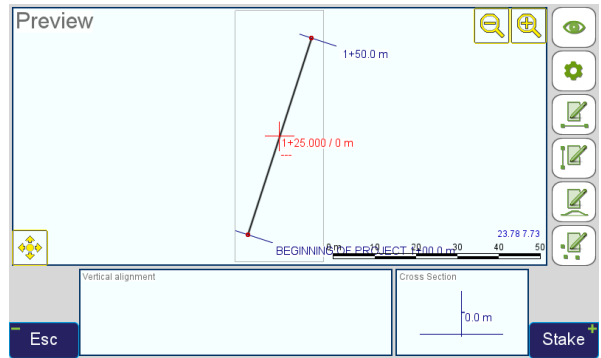 Preview
1+50.0 m
1+25.000 / 0 m
---
23.78 7.73
BEGINNING OF PROJECT 1+00.0 m
0 m 10 20 30 40 50
Vertical alignment
Cross Section
0.0 m
Esc
Stake